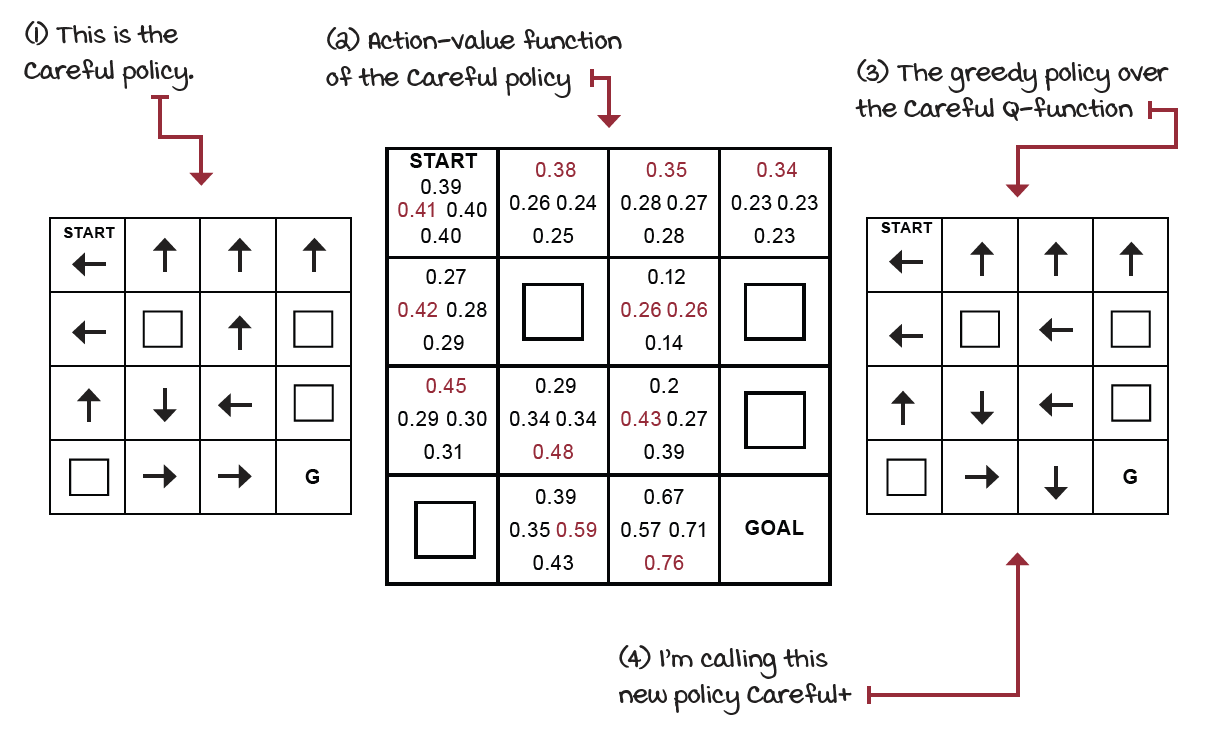 (1) This is the
Careful policy.
(2) Action-value function
of the Careful policy
(3) The greedy policy over
the Careful Q-function
START
G
START
0.39
0.41 0.40
0.40
0.38
0.26 0.24
0.25
0.35
0.28 0.27
0.28
0.34
0.23 0.23
0.23
0.27
0.42 0.28
0.29
0.12
0.26 0.26
0.14
0.45
0.29 0.30
0.31
0.29
0.34 0.34
0.48
0.2
0.43 0.27
0.39
0.39
0.35 0.59
0.43
0.67
0.57 0.71
0.76
GOAL
START
G
(4) I'm calling this
new policy Careful+